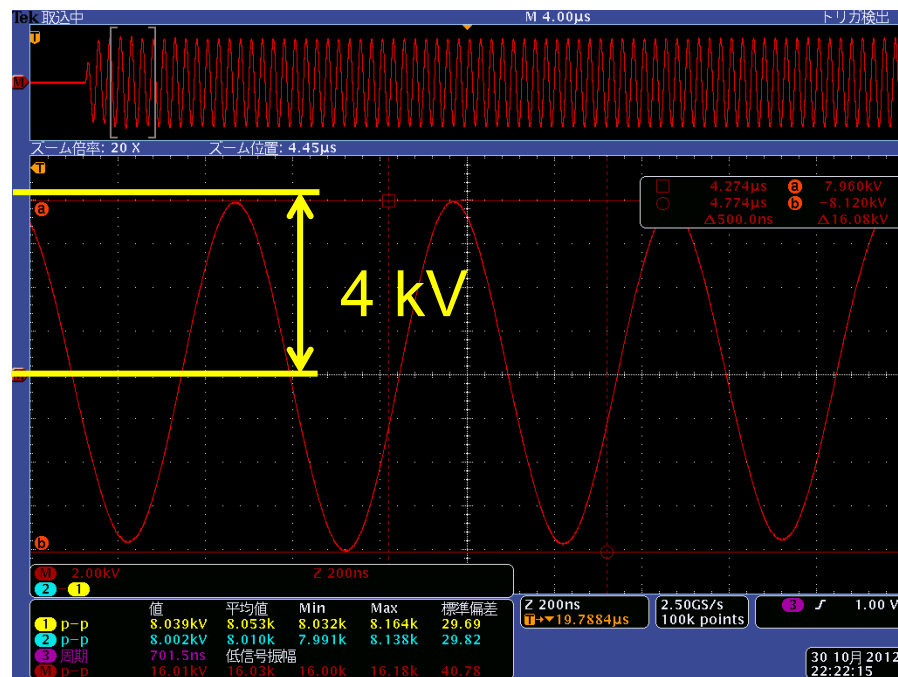 Tek 取込中 M 4.00µs トリガ検出
T
M
ズーム倍率: 20 X ズーム位置: 4.45µs
T
4.274µs a 7.960kV
4.774µs b −8.120kV
Δ500.0ns Δ16.08kV
a
4 kV
b
M 2.00kV Z 200ns
2 − 1
値 平均値 Min Max 標準偏差
1 p−p 8.039kV 8.053k 8.032k 8.164k 29.69
2 p−p 8.002kV 8.010k 7.991k 8.138k 29.82
3 周期 701.5ns 低信号振幅
M p−p 16.01kV 16.03k 16.00k 16.18k 40.78
Z 200ns
T→▼19.7884µs
2.50GS/s
100k points
3 ⨍ 1.00 V
30 10月 2012
22:22:15